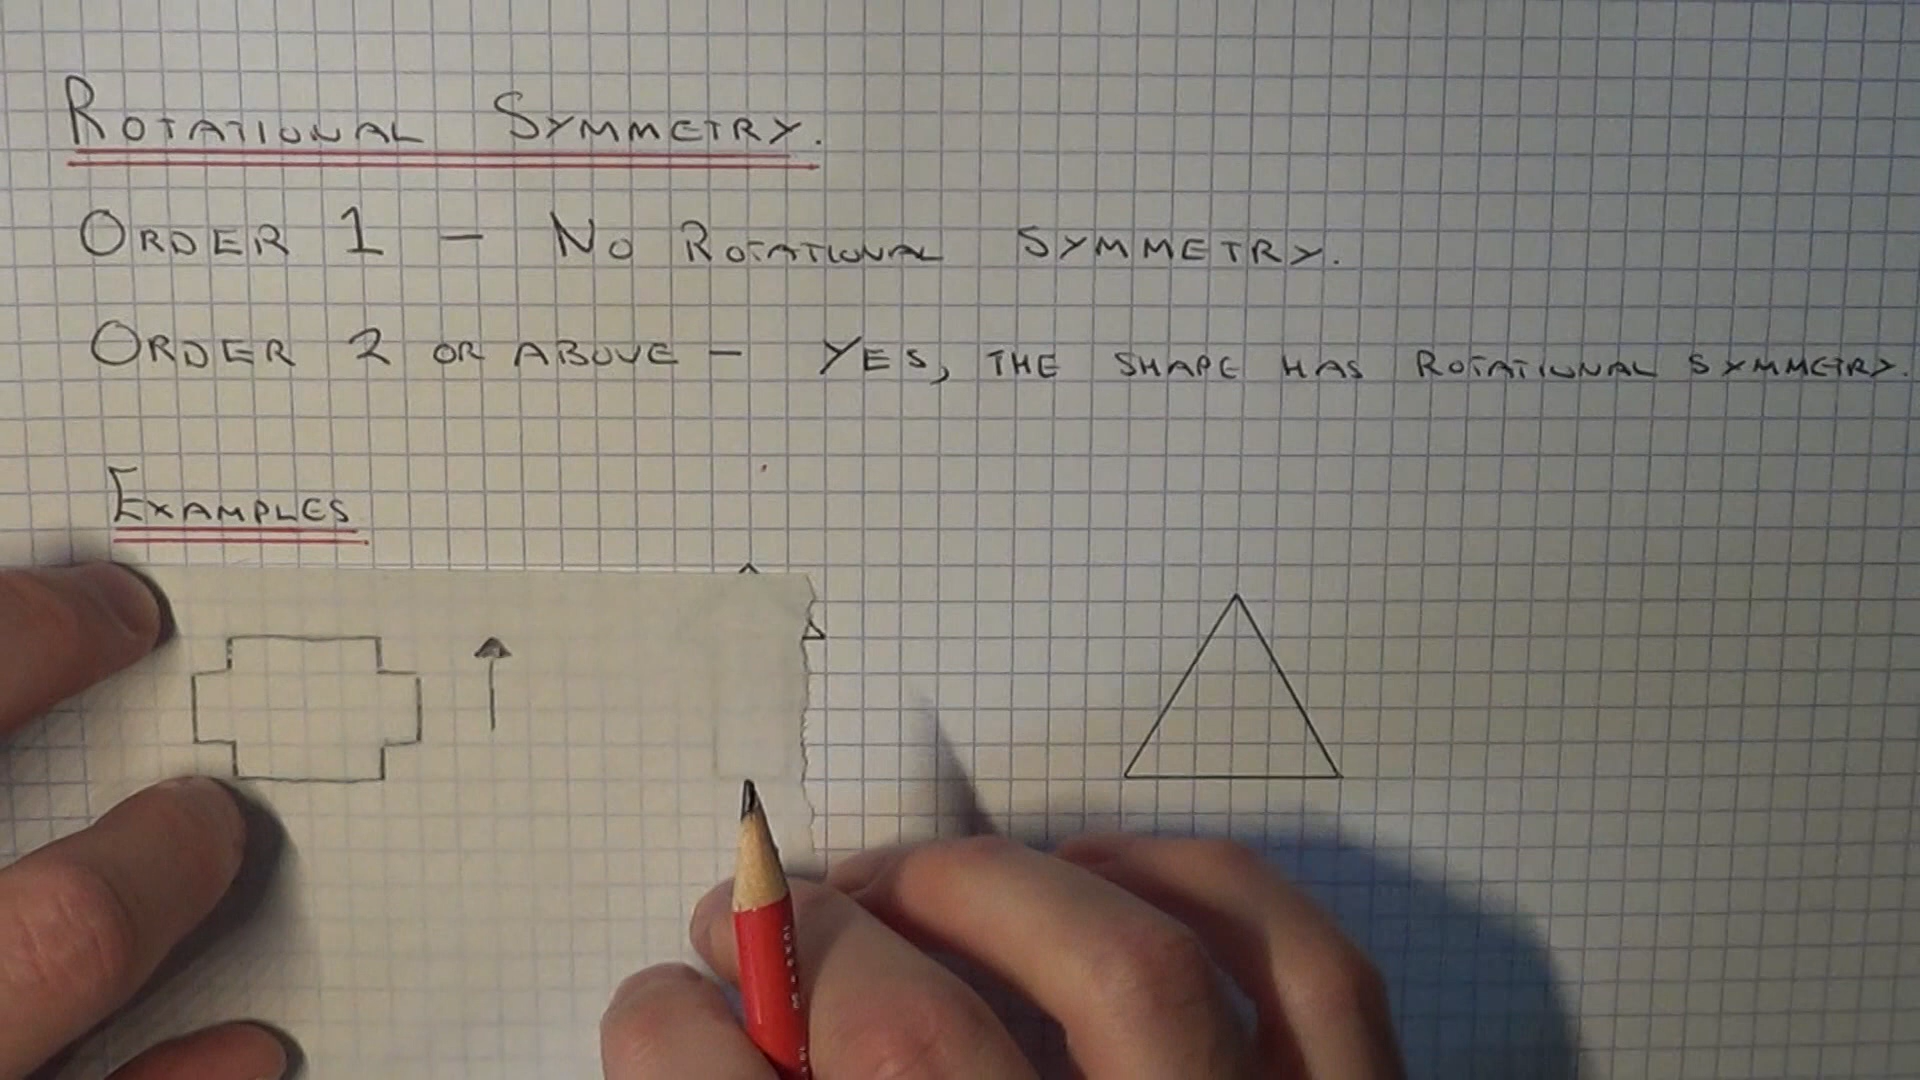 ROTATIONAL SYMMETRY.
ORDER 1 – NO ROTATIONAL SYMMETRY.
ORDER 2 OR ABOVE – YES, THE SHAPE HAS ROTATIONAL SYMMETRY.
EXAMPLES